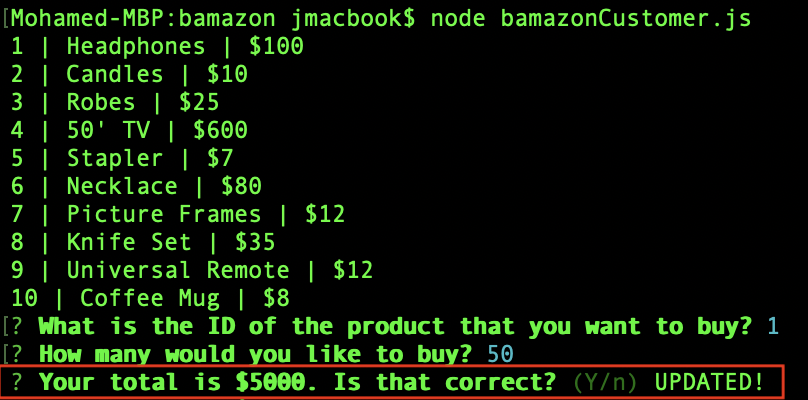 [Mohamed-MBP:bamazon jmacbook$ node bamazonCustomer.js
1 | Headphones | $100
2 | Candles | $10
3 | Robes | $25
4 | 50' TV | $600
5 | Stapler | $7
6 | Necklace | $80
7 | Picture Frames | $12
8 | Knife Set | $35
9 | Universal Remote | $12
10 | Coffee Mug | $8
[? What is the ID of the product that you want to buy? 1
[? How many would you like to buy? 50
? Your total is $5000. Is that correct? (Y/n) UPDATED!